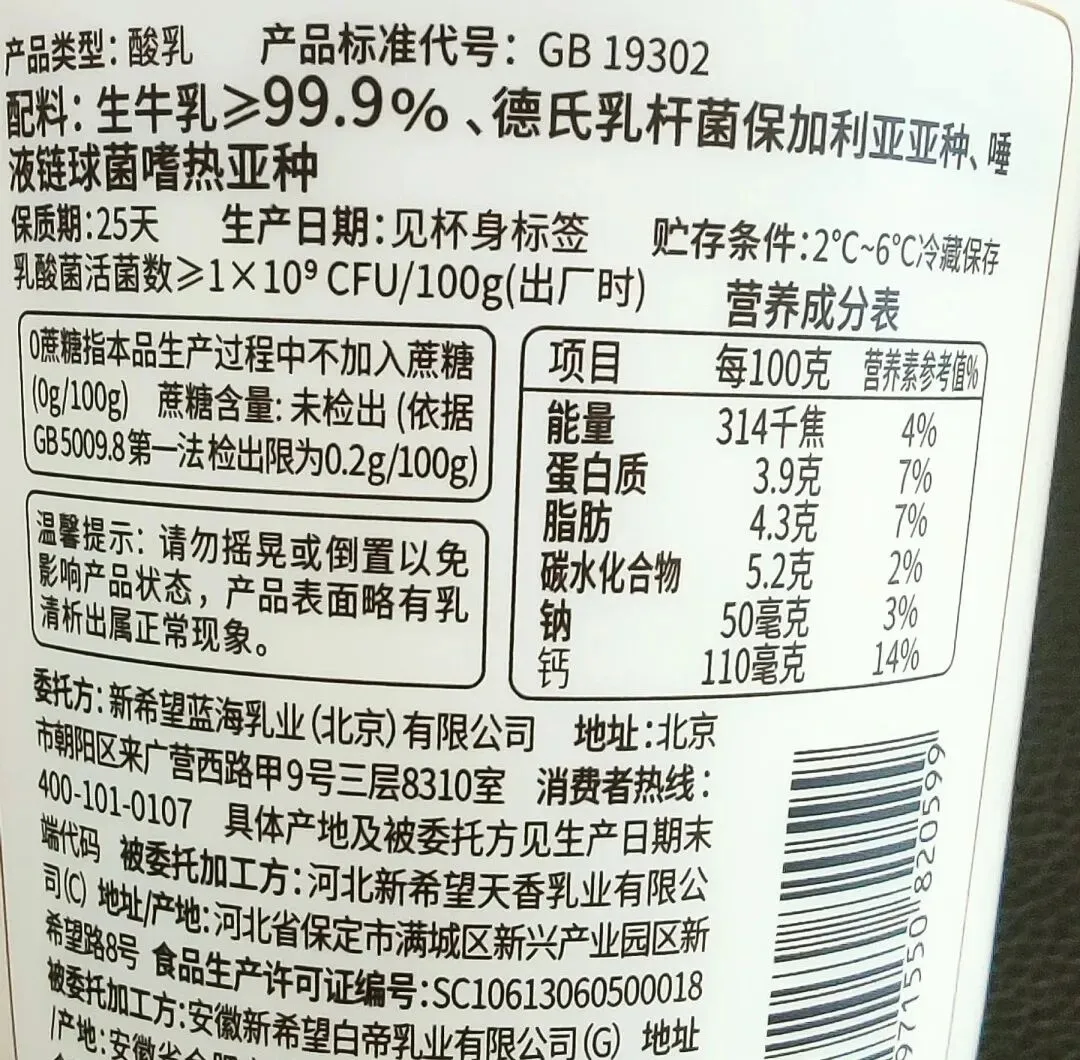 产品类型：酸乳 产品标准代号：GB 19302
配料：生牛乳≥99.9%、德氏乳杆菌保加利亚亚种、唾
液链球菌嗜热亚种
保质期：25天 生产日期：见杯身标签 贮存条件：2℃~6℃冷藏保存
乳酸菌活菌数≥1×10⁹ CFU/100g(出厂时)
0蔗糖指本品生产过程中不加入蔗糖
(0g/100g) 蔗糖含量：未检出 (依据
GB 5009.8第一法检出限为0.2g/100g)
温馨提示：请勿摇晃或倒置以免
影响产品状态，产品表面略有乳
清析出属正常现象。
营养成分表
项目 每100克 营养素参考值%
能量 314千焦 4%
蛋白质 3.9克 7%
脂肪 4.3克 7%
碳水化合物 5.2克 2%
钠 50毫克 3%
钙 110毫克 14%
委托方：新希望蓝海乳业(北京)有限公司 地址：北京
市朝阳区来广营西路甲9号三层8310室 消费者热线：
400-101-0107 具体产地及被委托方见生产日期末
端代码 被委托加工方：河北新希望天香乳业有限公
司(C) 地址/产地：河北省保定市满城区新兴产业园区新
希望路8号 食品生产许可证编号：SC10613060500018
被委托加工方：安徽新希望白帝乳业有限公司(G) 地址
/产地：安徽省
971550 820599